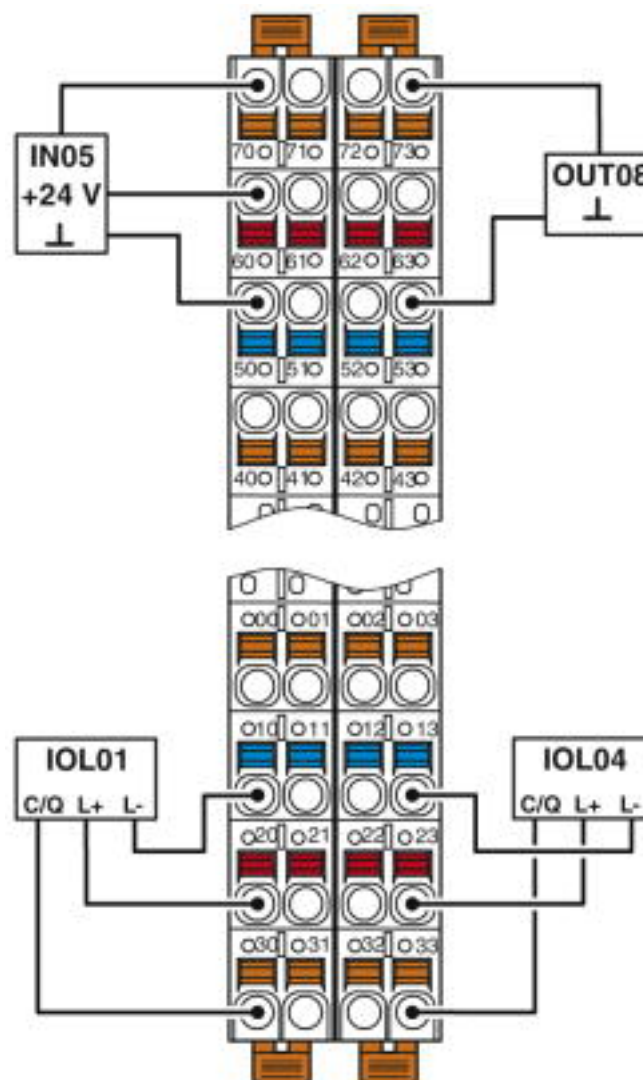 70 71 72 73
IN05
+24 V
OUT08
60 61 62 63
50 51 52 53
40 41 42 43
00 01 02 03
10 11 12 13
IOL01
C/Q L+ L-
IOL04
C/Q L+ L-
20 21 22 23
30 31 32 33